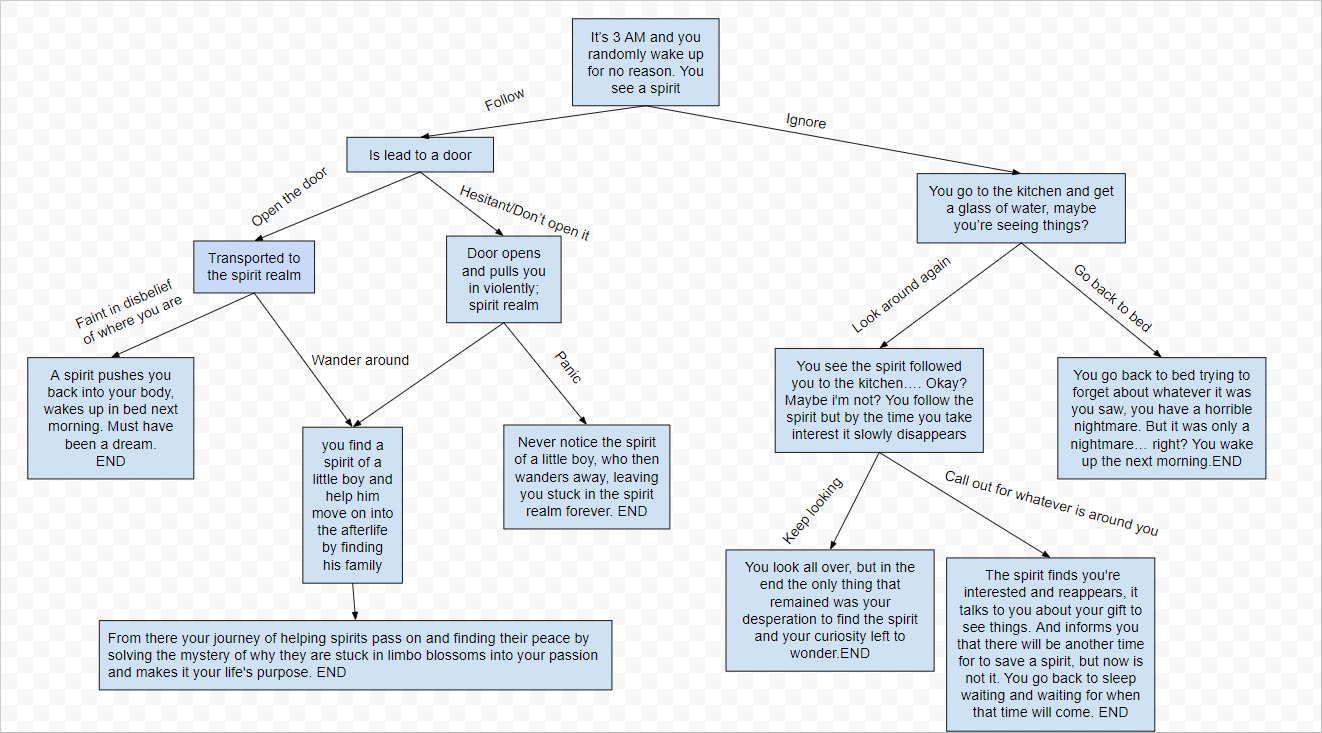 It's 3 AM and you
randomly wake up
for no reason. You
see a spirit
Follow
Ignore
Is lead to a door
Open the door
Hesitant/Don't open it
You go to the kitchen and get
a glass of water, maybe
you're seeing things?
Transported to
the spirit realm
Door opens
and pulls you
in violently;
spirit realm
Look around again
Go back to bed
Faint in disbelief
of where you are
Wander around
Panic
A spirit pushes you
back into your body,
wakes up in bed next
morning. Must have
been a dream.
END
you find a
spirit of a
little boy and
help him
move on into
the afterlife
by finding
his family
Never notice the spirit
of a little boy, who then
wanders away, leaving
you stuck in the spirit
realm forever. END
You see the spirit followed
you to the kitchen.... Okay?
Maybe i'm not? You follow the
spirit but by the time you take
interest it slowly disappears
You go back to bed trying to
forget about whatever it was
you saw, you have a horrible
nightmare. But it was only a
nightmare... right? You wake
up the next morning.END
Keep looking
Call out for whatever is around you
From there your journey of helping spirits pass on and finding their peace by
solving the mystery of why they are stuck in limbo blossoms into your passion
and makes it your life's purpose. END
You look all over, but in the
end the only thing that
remained was your
desperation to find the spirit
and your curiosity left to
wonder.END
The spirit finds you're
interested and reappears, it
talks to you about your gift to
see things. And informs you
that there will be another time
for to save a spirit, but now is
not it. You go back to sleep
waiting and waiting for when
that time will come. END